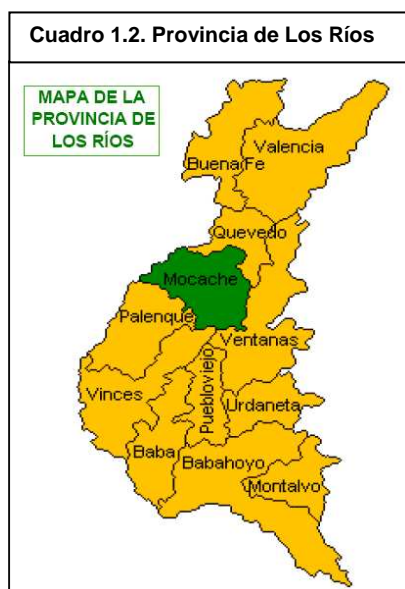 Cuadro 1.2. Provincia de Los Ríos
MAPA DE LA
PROVINCIA DE
LOS RÍOS
Valencia
Buena Fe
Quevedo
Mocache
Palenque
Ventanas
Puebloviejo
Vinces
Urdaneta
Baba
Babahoyo
Montalvo